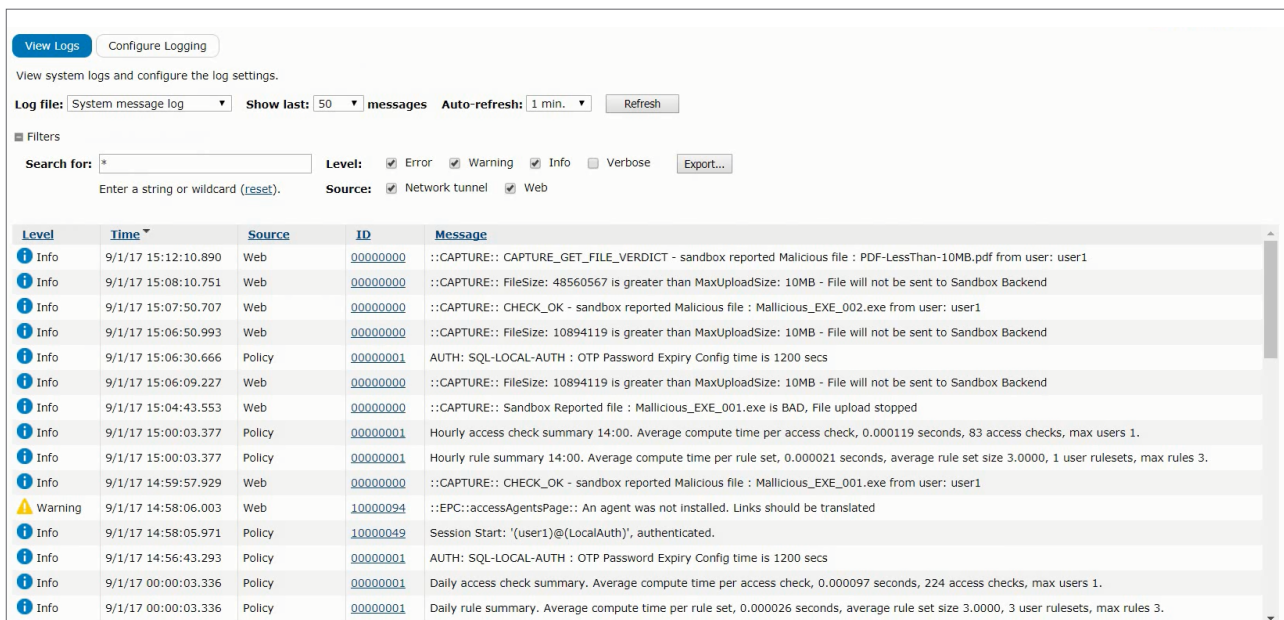 View Logs Configure Logging
View system logs and configure the log settings.
Log file: System message log Show last: 50 messages Auto-refresh: 1 min. Refresh
Filters
Search for: * Level: Error Warning Info Verbose Export...
Enter a string or wildcard (reset). Source: Network tunnel Web
Level Time Source ID Message
Info 9/1/17 15:12:10.890 Web 00000000 ::CAPTURE:: CAPTURE_GET_FILE_VERDICT - sandbox reported Malicious file : PDF-LessThan-10MB.pdf from user: user1
Info 9/1/17 15:08:10.751 Web 00000000 ::CAPTURE:: FileSize: 48560567 is greater than MaxUploadSize: 10MB - File will not be sent to Sandbox Backend
Info 9/1/17 15:07:50.707 Web 00000000 ::CAPTURE:: CHECK_OK - sandbox reported Malicious file : Mallicious_EXE_002.exe from user: user1
Info 9/1/17 15:06:50.993 Web 00000000 ::CAPTURE:: FileSize: 10894119 is greater than MaxUploadSize: 10MB - File will not be sent to Sandbox Backend
Info 9/1/17 15:06:30.666 Policy 00000001 AUTH: SQL-LOCAL-AUTH : OTP Password Expiry Config time is 1200 secs
Info 9/1/17 15:06:09.227 Web 00000000 ::CAPTURE:: FileSize: 10894119 is greater than MaxUploadSize: 10MB - File will not be sent to Sandbox Backend
Info 9/1/17 15:04:43.553 Web 00000000 ::CAPTURE:: Sandbox Reported file : Mallicious_EXE_001.exe is BAD, File upload stopped
Info 9/1/17 15:00:03.377 Policy 00000001 Hourly access check summary 14:00. Average compute time per access check, 0.000119 seconds, 83 access checks, max users 1.
Info 9/1/17 15:00:03.377 Policy 00000001 Hourly rule summary 14:00. Average compute time per rule set, 0.000021 seconds, average rule set size 3.0000, 1 user rulesets, max rules 3.
Info 9/1/17 14:59:57.929 Web 00000000 ::CAPTURE:: CHECK_OK - sandbox reported Malicious file : Mallicious_EXE_001.exe from user: user1
Warning 9/1/17 14:58:06.003 Web 10000094 ::EPC::accessAgentsPage:: An agent was not installed. Links should be translated
Info 9/1/17 14:58:05.971 Policy 10000049 Session Start: '(user1)@(LocalAuth)', authenticated.
Info 9/1/17 14:56:43.293 Policy 00000001 AUTH: SQL-LOCAL-AUTH : OTP Password Expiry Config time is 1200 secs
Info 9/1/17 00:00:03.336 Policy 00000001 Daily access check summary. Average compute time per access check, 0.000097 seconds, 224 access checks, max users 1.
Info 9/1/17 00:00:03.336 Policy 00000001 Daily rule summary. Average compute time per rule set, 0.000026 seconds, average rule set size 3.0000, 3 user rulesets, max rules 3.